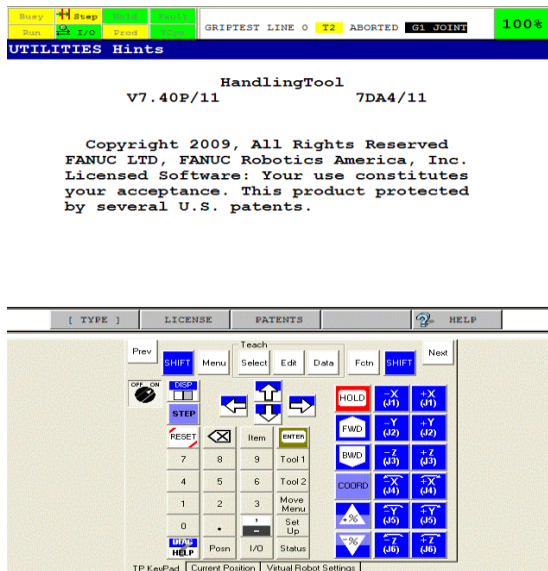 Busy Step Hold Fault
Run I/O Prod
GRIPTEST LINE 0 T2 ABORTED G1 JOINT
100%
UTILITIES Hints
HandlingTool
V7.40P/11 7DA4/11
Copyright 2009, All Rights Reserved
FANUC LTD, FANUC Robotics America, Inc.
Licensed Software: Your use constitutes
your acceptance. This product protected
by several U.S. patents.
[ TYPE ] LICENSE PATENTS HELP
Teach
Prev SHIFT Menu Select Edit Data Fctn SHIFT Next
OFF ON DISP
STEP
HOLD -X (J1) +X (J1)
RESET Item ENTER FWD -Y (J2) +Y (J2)
7 8 9 Tool 1 BWD -Z (J3) +Z (J3)
4 5 6 Tool 2 COORD -X (J4) +X (J4)
1 2 3 Move Menu
0 . , - Set Up +% -Y (J5) +Y (J5)
DIAG HELP Posn I/O Status -% -Z (J6) +Z (J6)
TP KeyPad Current Position Virtual Robot Settings